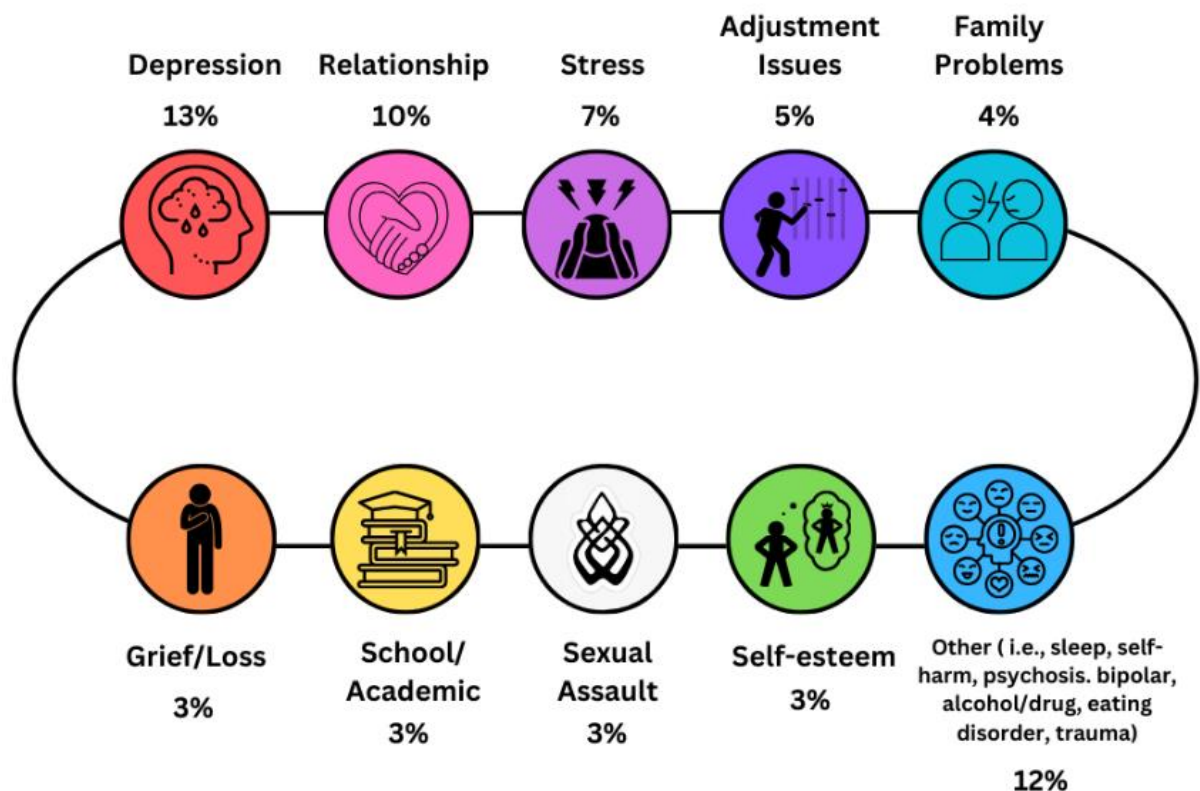 Depression
13%
Relationship
10%
Stress
7%
Adjustment
Issues
5%
Family
Problems
4%
Grief/Loss
3%
School/
Academic
3%
Sexual
Assault
3%
Self-esteem
3%
Other ( i.e., sleep, self-
harm, psychosis. bipolar,
alcohol/drug, eating
disorder, trauma)
12%